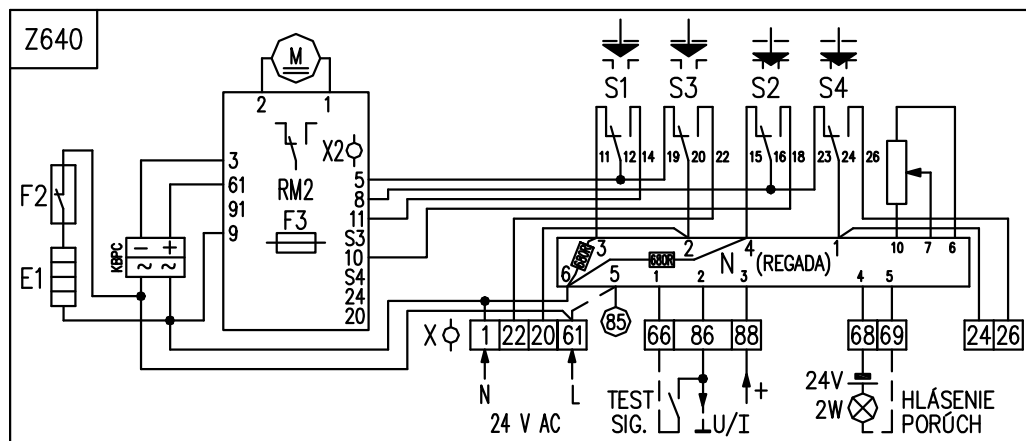 Z640
M
2 1
S1 S3 S2 S4
X2
3
61
91
9
RM2
F3
5
8
11
S3
10
S4
24
20
F2
E1
KBPC
− +
~ ~
11 12 14 19 20 22 15 16 18 23 24 26
3 2 4 1 10 7 6
680R 680R N (REGADA)
6 5 1 2 3 4 5
X 1 22 20 61 85 66 86 88 68 69 24 26
N L
24 V AC
TEST
SIG.
U/I
+
24V
2W
HLÁSENIE
PORÚCH